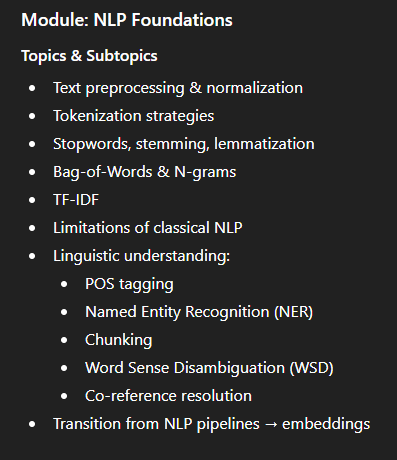 Module: NLP Foundations
Topics & Subtopics
• Text preprocessing & normalization
• Tokenization strategies
• Stopwords, stemming, lemmatization
• Bag-of-Words & N-grams
• TF-IDF
• Limitations of classical NLP
• Linguistic understanding:
• POS tagging
• Named Entity Recognition (NER)
• Chunking
• Word Sense Disambiguation (WSD)
• Co-reference resolution
• Transition from NLP pipelines → embeddings